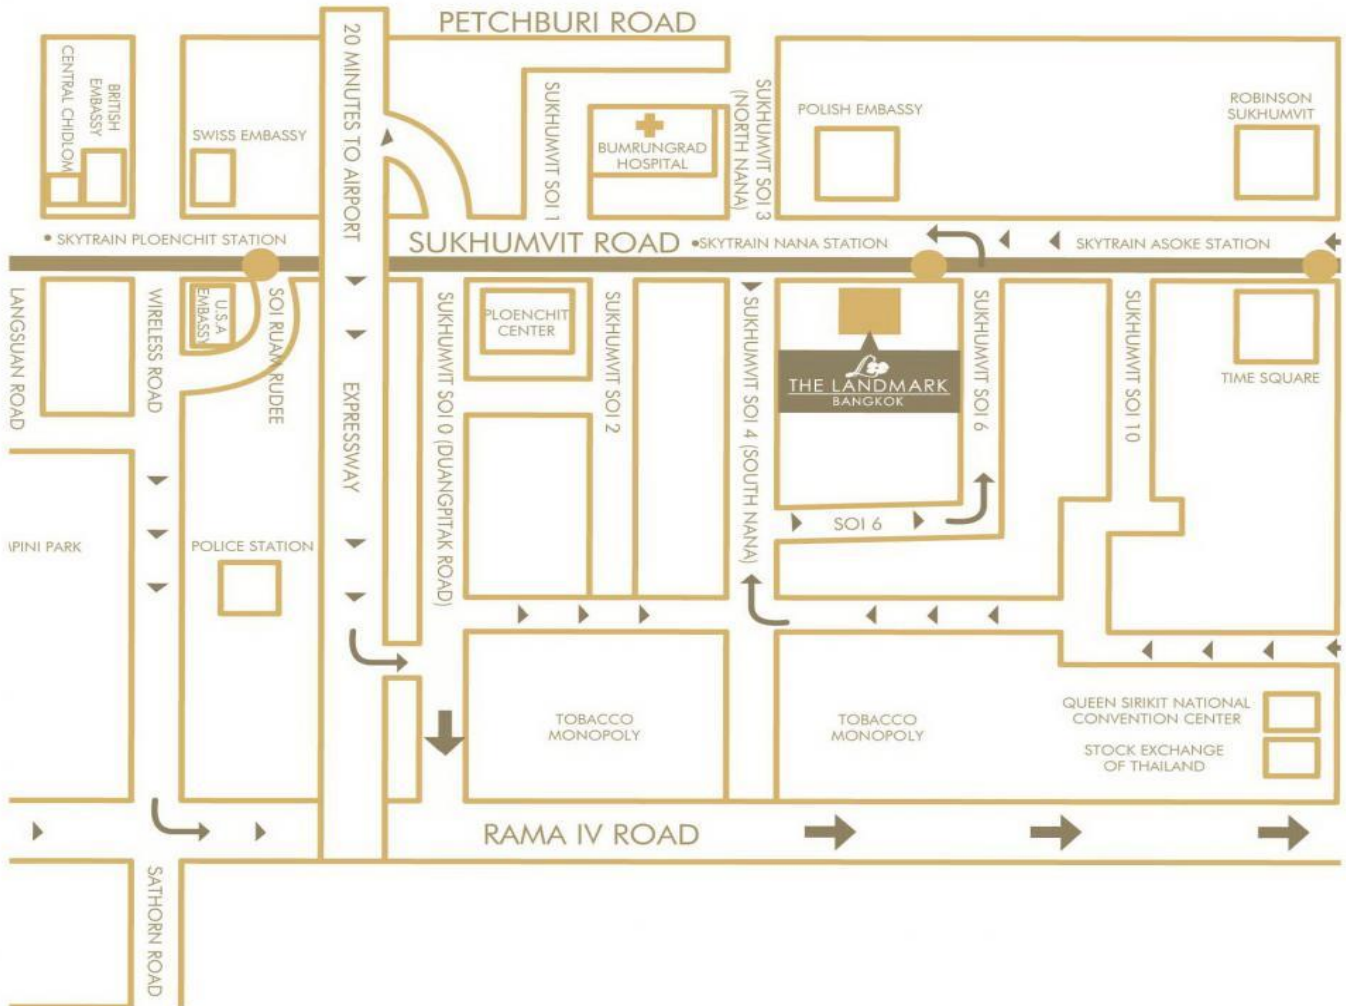 PETCHBURI ROAD
20 MINUTES TO AIRPORT
CENTRAL CHIDLOM
BRITISH
EMBASSY
SWISS EMBASSY
SUKHUMVIT SOI 1
BUMRUNGRAD
HOSPITAL
SUKHUMVIT SOI 3
(NORTH NANA)
POLISH EMBASSY
ROBINSON
SUKHUMVIT
• SKYTRAIN PLOENCHIT STATION
SUKHUMVIT ROAD
•SKYTRAIN NANA STATION
SKYTRAIN ASOKE STATION
LANGSUAN ROAD
WIRELESS ROAD
U.S.A
EMBASSY
SOI RUAM RUDEE
EXPRESSWAY
SUKHUMVIT SOI 0 (DUANGPITAK ROAD)
PLOENCHIT
CENTER
SUKHUMVIT SOI 2
SUKHUMVIT SOI 4 (SOUTH NANA)
THE LANDMARK
BANGKOK
SUKHUMVIT SOI 6
SUKHUMVIT SOI 10
TIME SQUARE
SOI 6
PINI PARK
POLICE STATION
TOBACCO
MONOPOLY
TOBACCO
MONOPOLY
QUEEN SIRIKIT NATIONAL
CONVENTION CENTER
STOCK EXCHANGE
OF THAILAND
RAMA IV ROAD
SATHORN ROAD